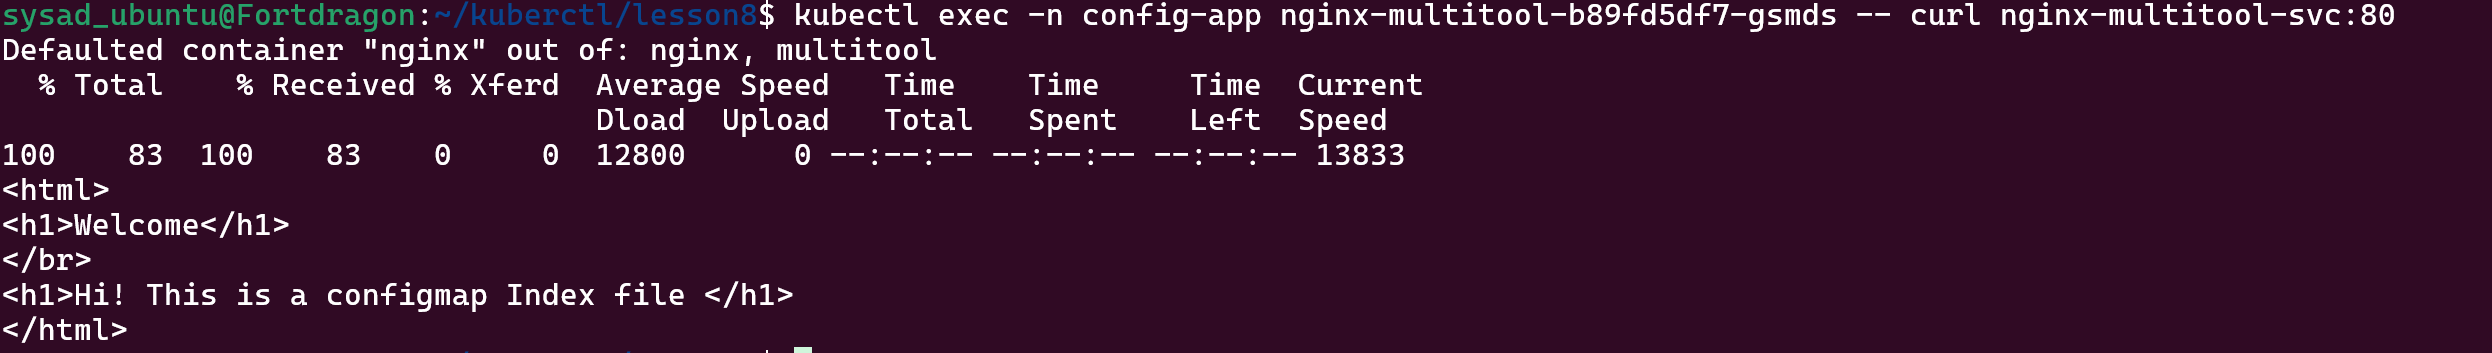 sysad_ubuntu@Fortdragon:~/kuberctl/lesson8$ kubectl exec -n config-app nginx-multitool-b89fd5df7-gsmds -- curl nginx-multitool-svc:80
Defaulted container "nginx" out of: nginx, multitool
  % Total    % Received % Xferd  Average Speed   Time    Time     Time  Current
                                 Dload  Upload   Total   Spent    Left  Speed
100    83  100    83    0     0  12800      0 --:--:-- --:--:-- --:--:-- 13833
<html>
<h1>Welcome</h1>
</br>
<h1>Hi! This is a configmap Index file </h1>
</html>